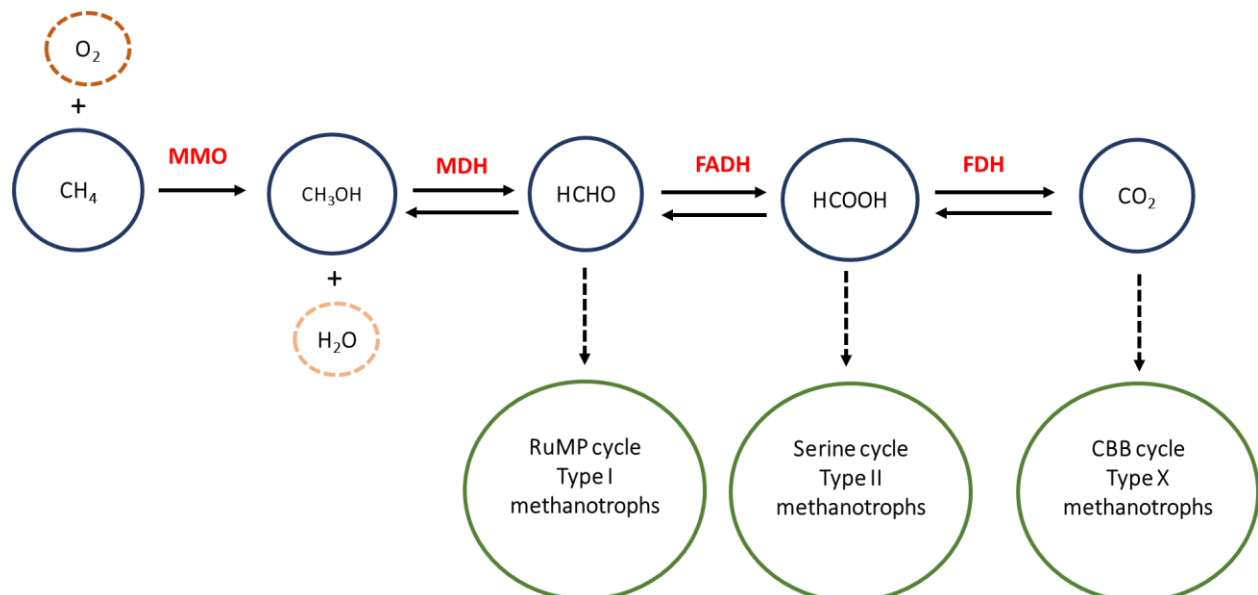 O₂
+
CH₄
MMO
CH₃OH
+
H₂O
MDH
HCHO
FADH
HCOOH
FDH
CO₂
RuMP cycle
Type I
methanotrophs
Serine cycle
Type II
methanotrophs
CBB cycle
Type X
methanotrophs